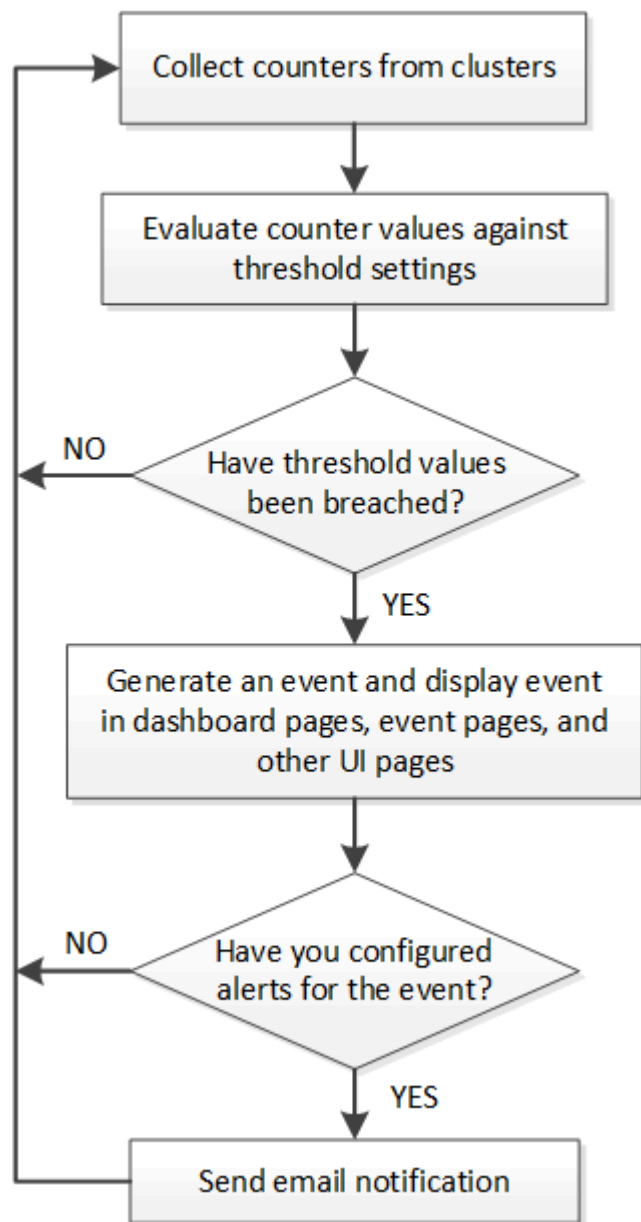 Collect counters from clusters
Evaluate counter values against
threshold settings
NO
Have threshold values
been breached?
YES
Generate an event and display event
in dashboard pages, event pages, and
other UI pages
NO
Have you configured
alerts for the event?
YES
Send email notification